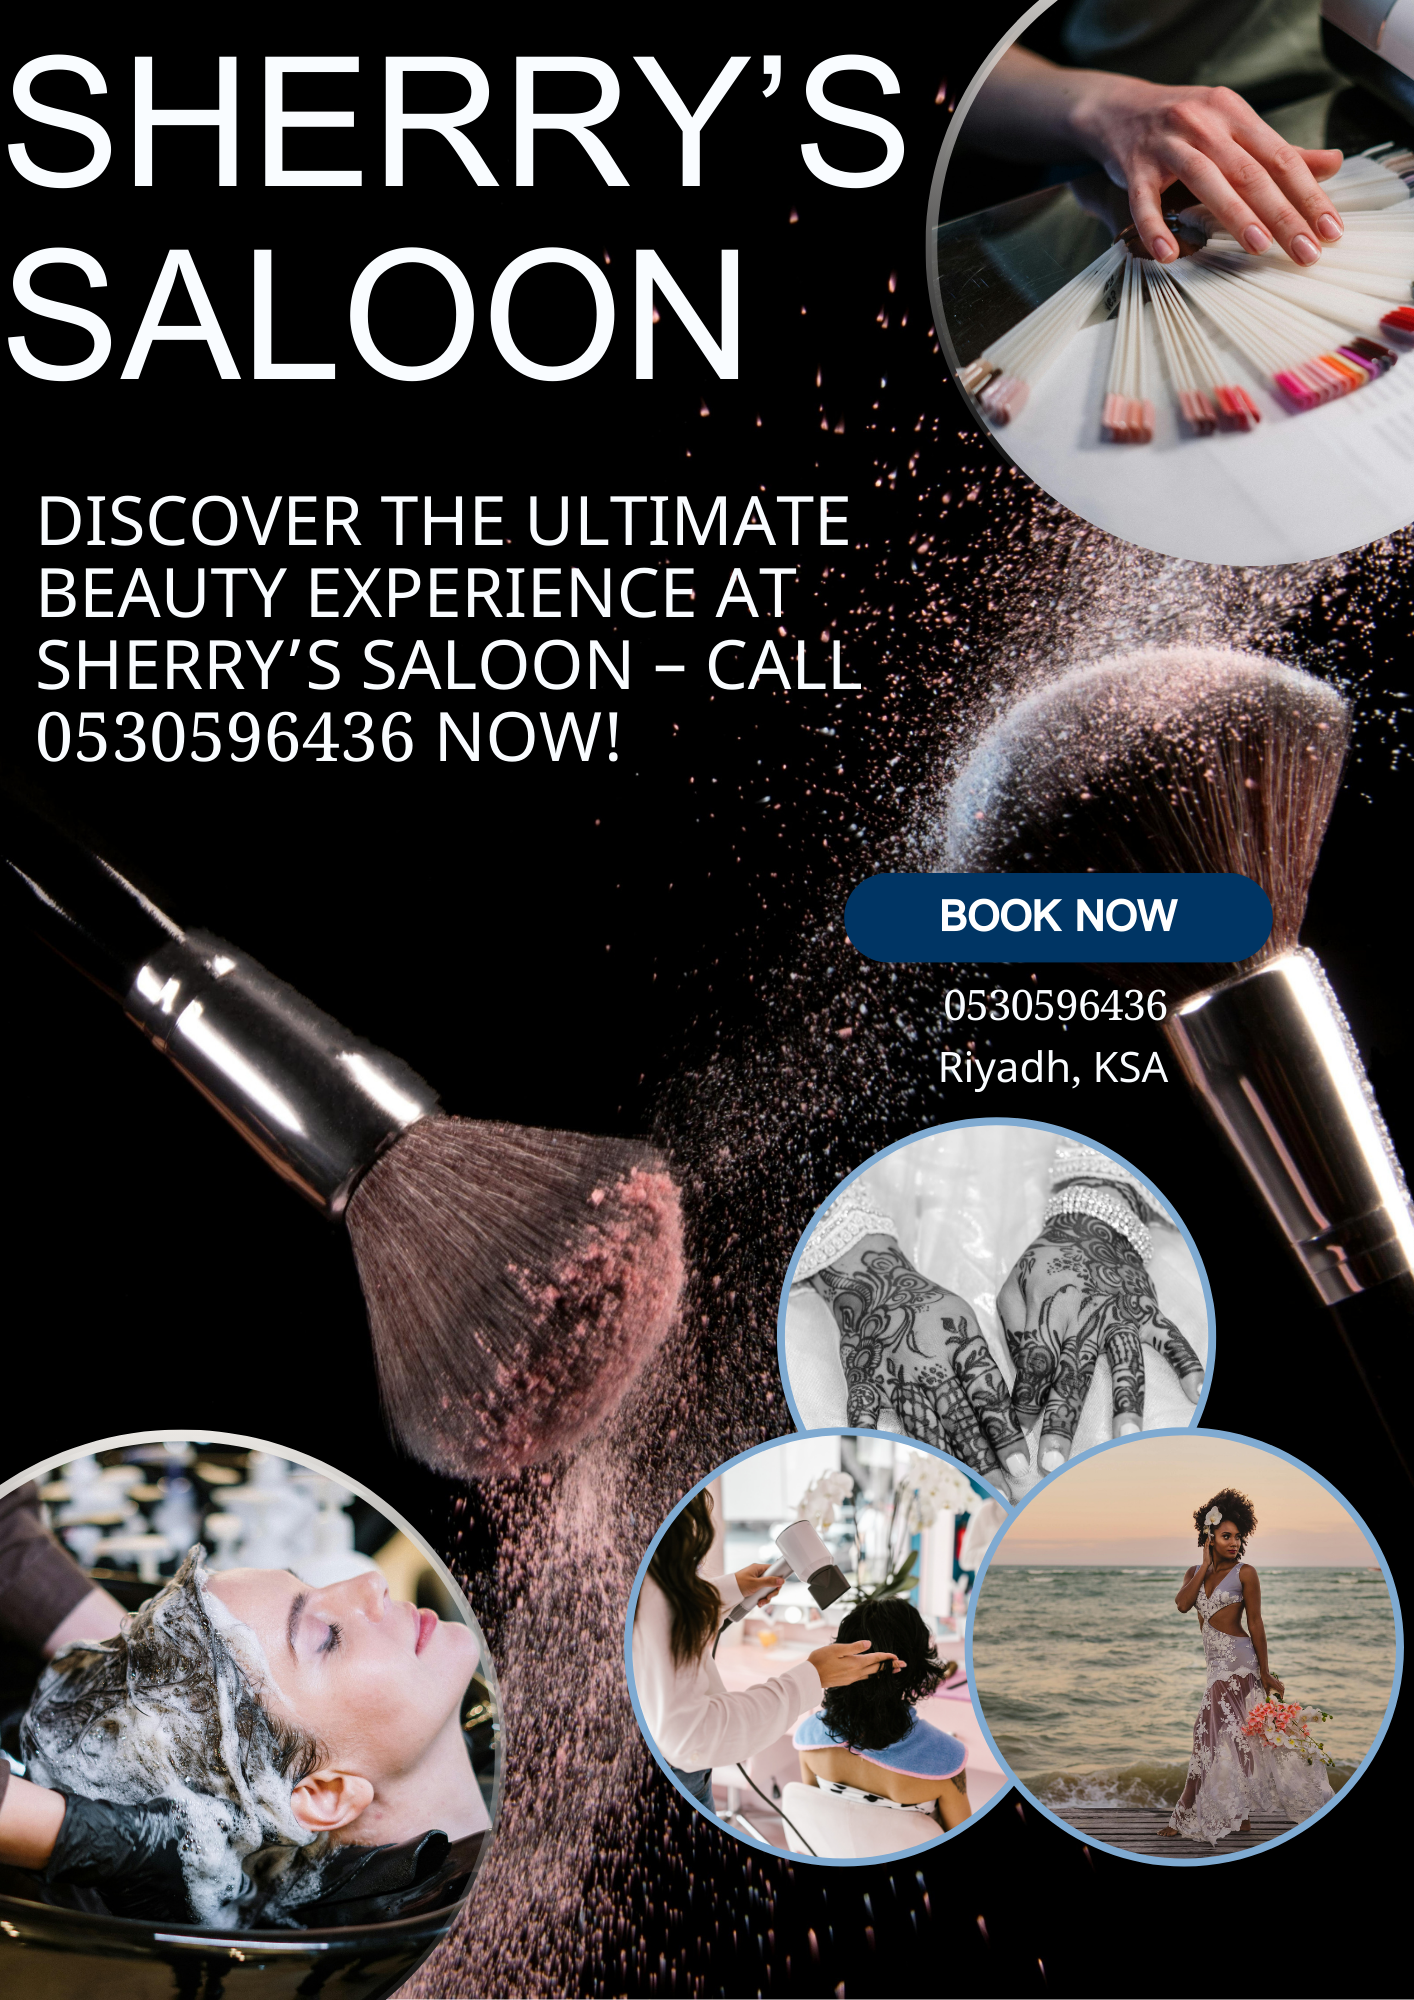 SHERRY’S
SALOON
DISCOVER THE ULTIMATE
BEAUTY EXPERIENCE AT
SHERRY’S SALOON – CALL
0530596436 NOW!
BOOK NOW
0530596436
Riyadh, KSA